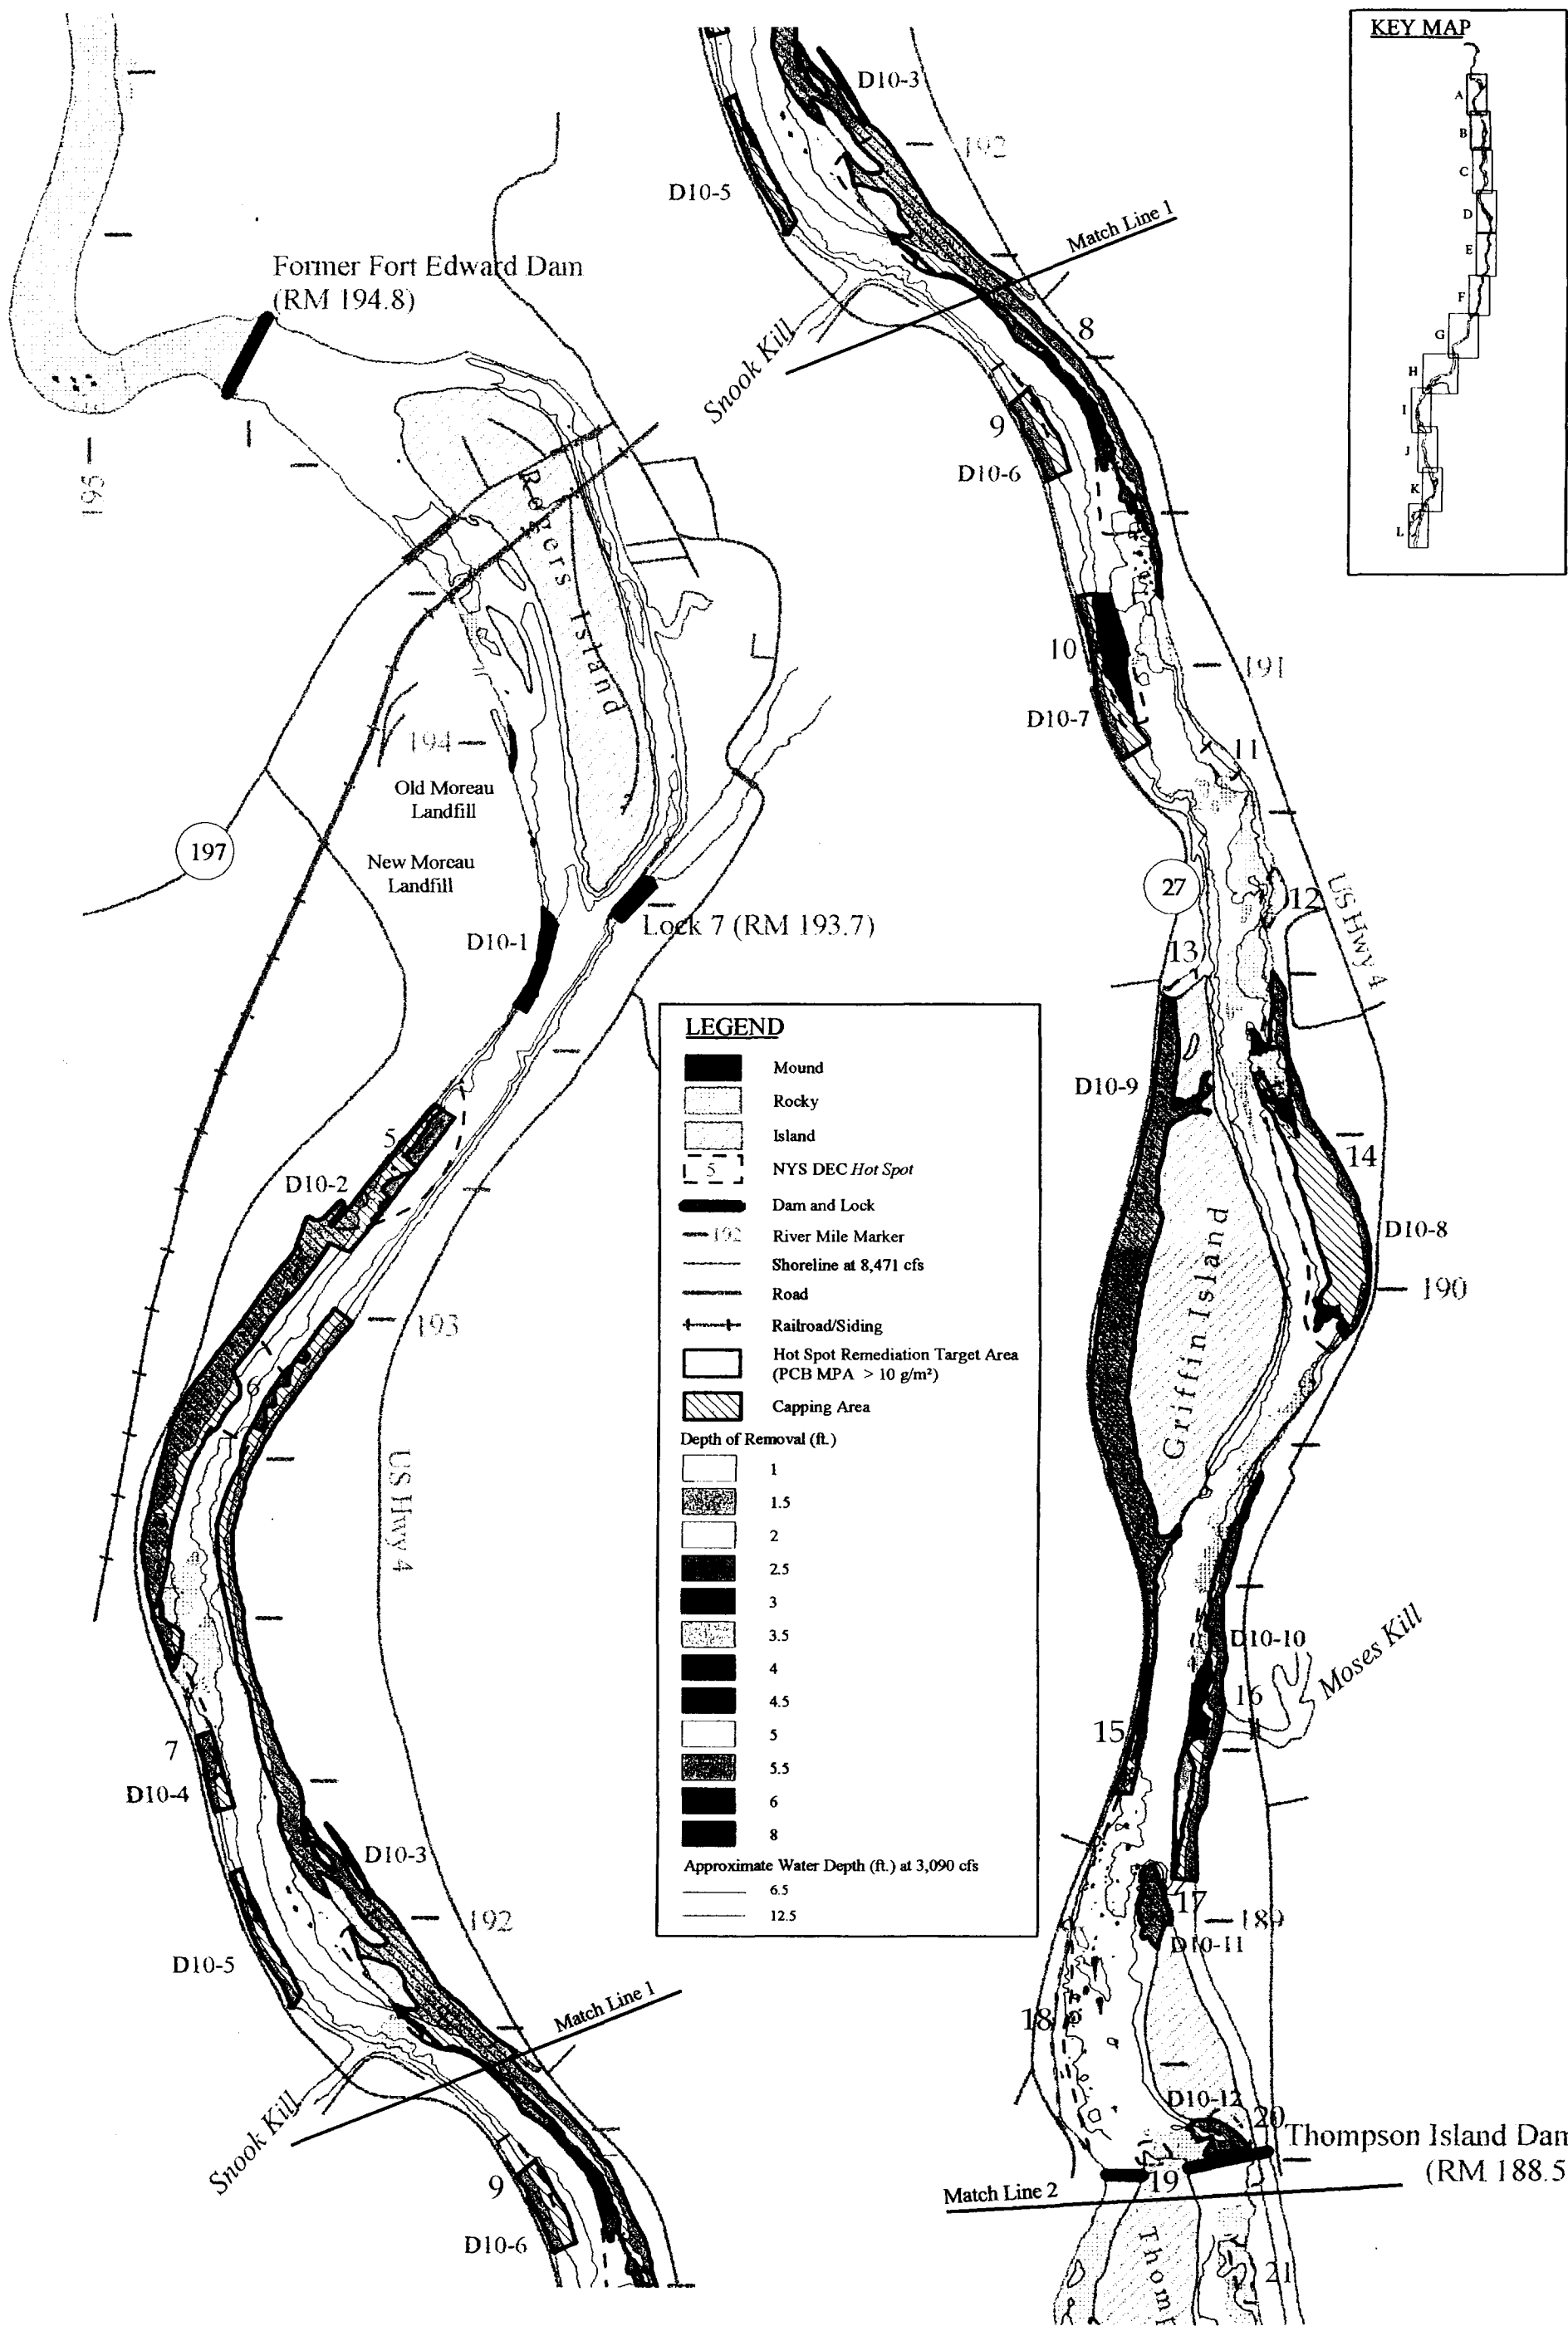 KEY MAP
A
B
C
D
E
F
G
H
I
J
K
L
Former Fort Edward Dam
(RM 194.8)
195
Rogers Island
194
Old Moreau
Landfill
New Moreau
Landfill
197
D10-1
Lock 7 (RM 193.7)
5
D10-2
193
6
US Hwy 4
7
D10-4
D10-3
192
D10-5
Match Line 1
Snook Kill
9
D10-6
D10-3
192
D10-5
Match Line 1
8
Snook Kill
9
D10-6
10
191
D10-7
11
27
12
US Hwy 4
13
D10-9
14
D10-8
190
Griffin Island
D10-10
Moses Kill
16
15
17
189
D10-11
18
D10-12
20
Thompson Island Dam
(RM 188.5
19
Match Line 2
Thom
21
LEGEND
Mound
Rocky
Island
5 NYS DEC Hot Spot
Dam and Lock
192 River Mile Marker
Shoreline at 8,471 cfs
Road
Railroad/Siding
Hot Spot Remediation Target Area
(PCB MPA > 10 g/m²)
Capping Area
Depth of Removal (ft.)
1
1.5
2
2.5
3
3.5
4
4.5
5
5.5
6
8
Approximate Water Depth (ft.) at 3,090 cfs
6.5
12.5